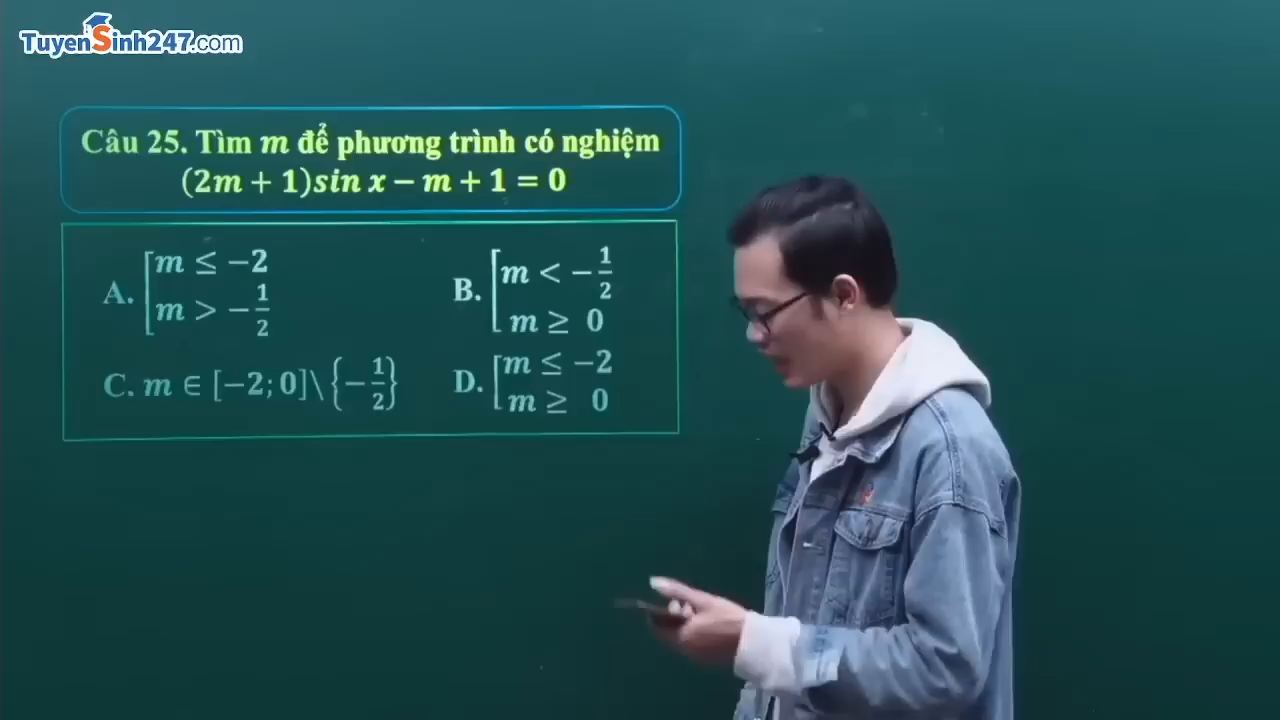 TuyenSinh247.com
Câu 25. Tìm m để phương trình có nghiệm
(2m + 1)sin x − m + 1 = 0
A. [m ≤ −2
m > −1/2
B. [m < −1/2
m ≥ 0
C. m ∈ [−2; 0]\{−1/2}
D. [m ≤ −2
m ≥ 0